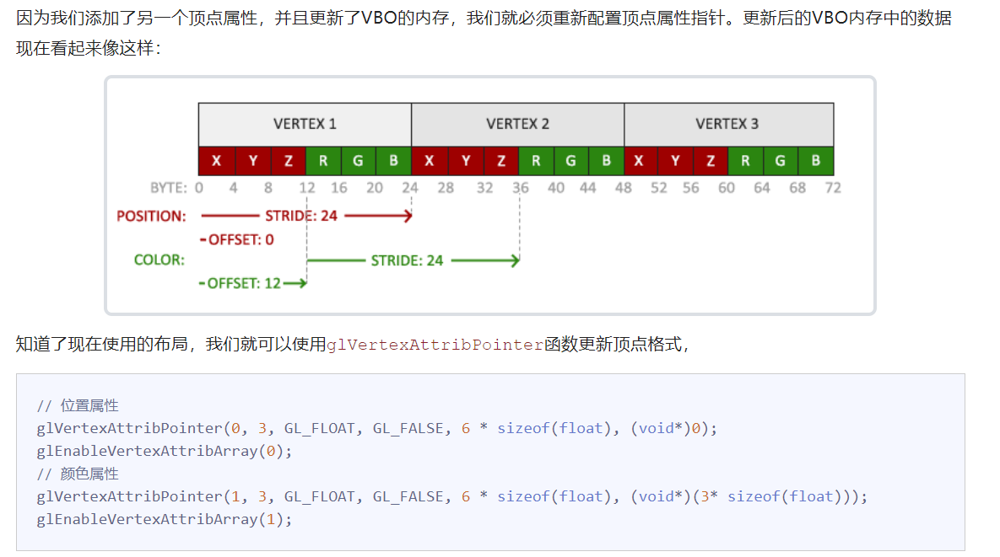 因为我们添加了另一个顶点属性，并且更新了VBO的内存，我们就必须重新配置顶点属性指针。更新后的VBO内存中的数据
现在看起来像这样：
VERTEX 1 VERTEX 2 VERTEX 3
X Y Z R G B X Y Z R G B X Y Z R G B
BYTE: 0 4 8 12 16 20 24 28 32 36 40 44 48 52 56 60 64 68 72
POSITION: STRIDE: 24
-OFFSET: 0
COLOR: STRIDE: 24
-OFFSET: 12
知道了现在使用的布局，我们就可以使用glVertexAttribPointer函数更新顶点格式，
// 位置属性
glVertexAttribPointer(0, 3, GL_FLOAT, GL_FALSE, 6 * sizeof(float), (void*)0);
glEnableVertexAttribArray(0);
// 颜色属性
glVertexAttribPointer(1, 3, GL_FLOAT, GL_FALSE, 6 * sizeof(float), (void*)(3* sizeof(float)));
glEnableVertexAttribArray(1);